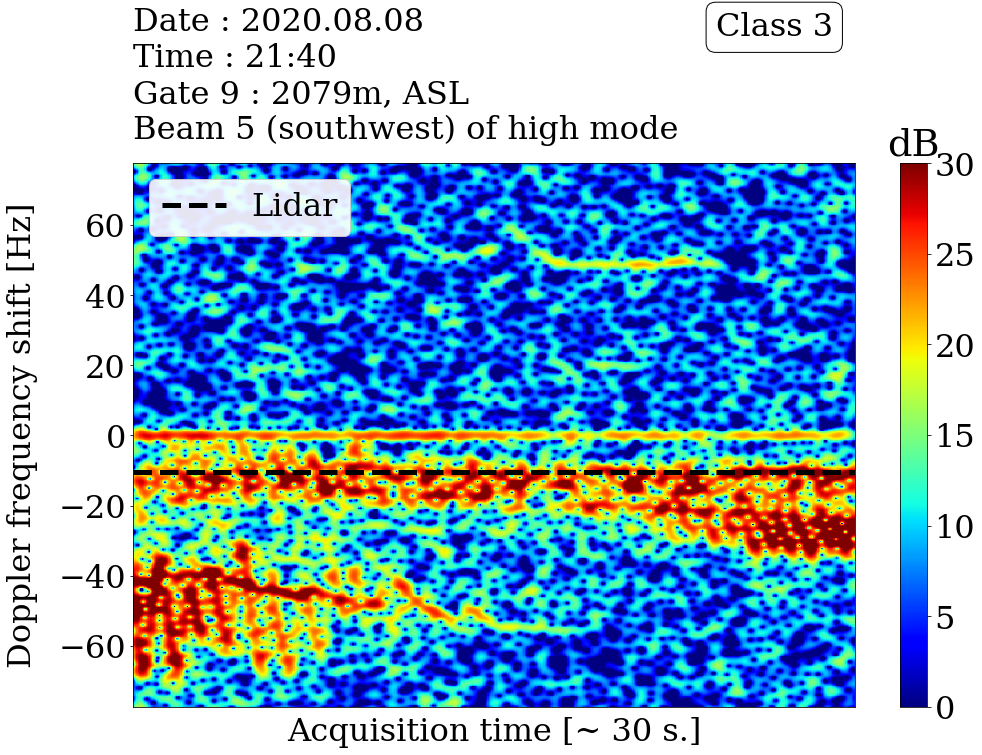 Date : 2020.08.08
Time : 21:40
Gate 9 : 2079m, ASL
Beam 5 (southwest) of high mode
Class 3
dB
Lidar
Doppler frequency shift [Hz]
60
40
20
0
−20
−40
−60
30
25
20
15
10
5
0
Acquisition time [~ 30 s.]